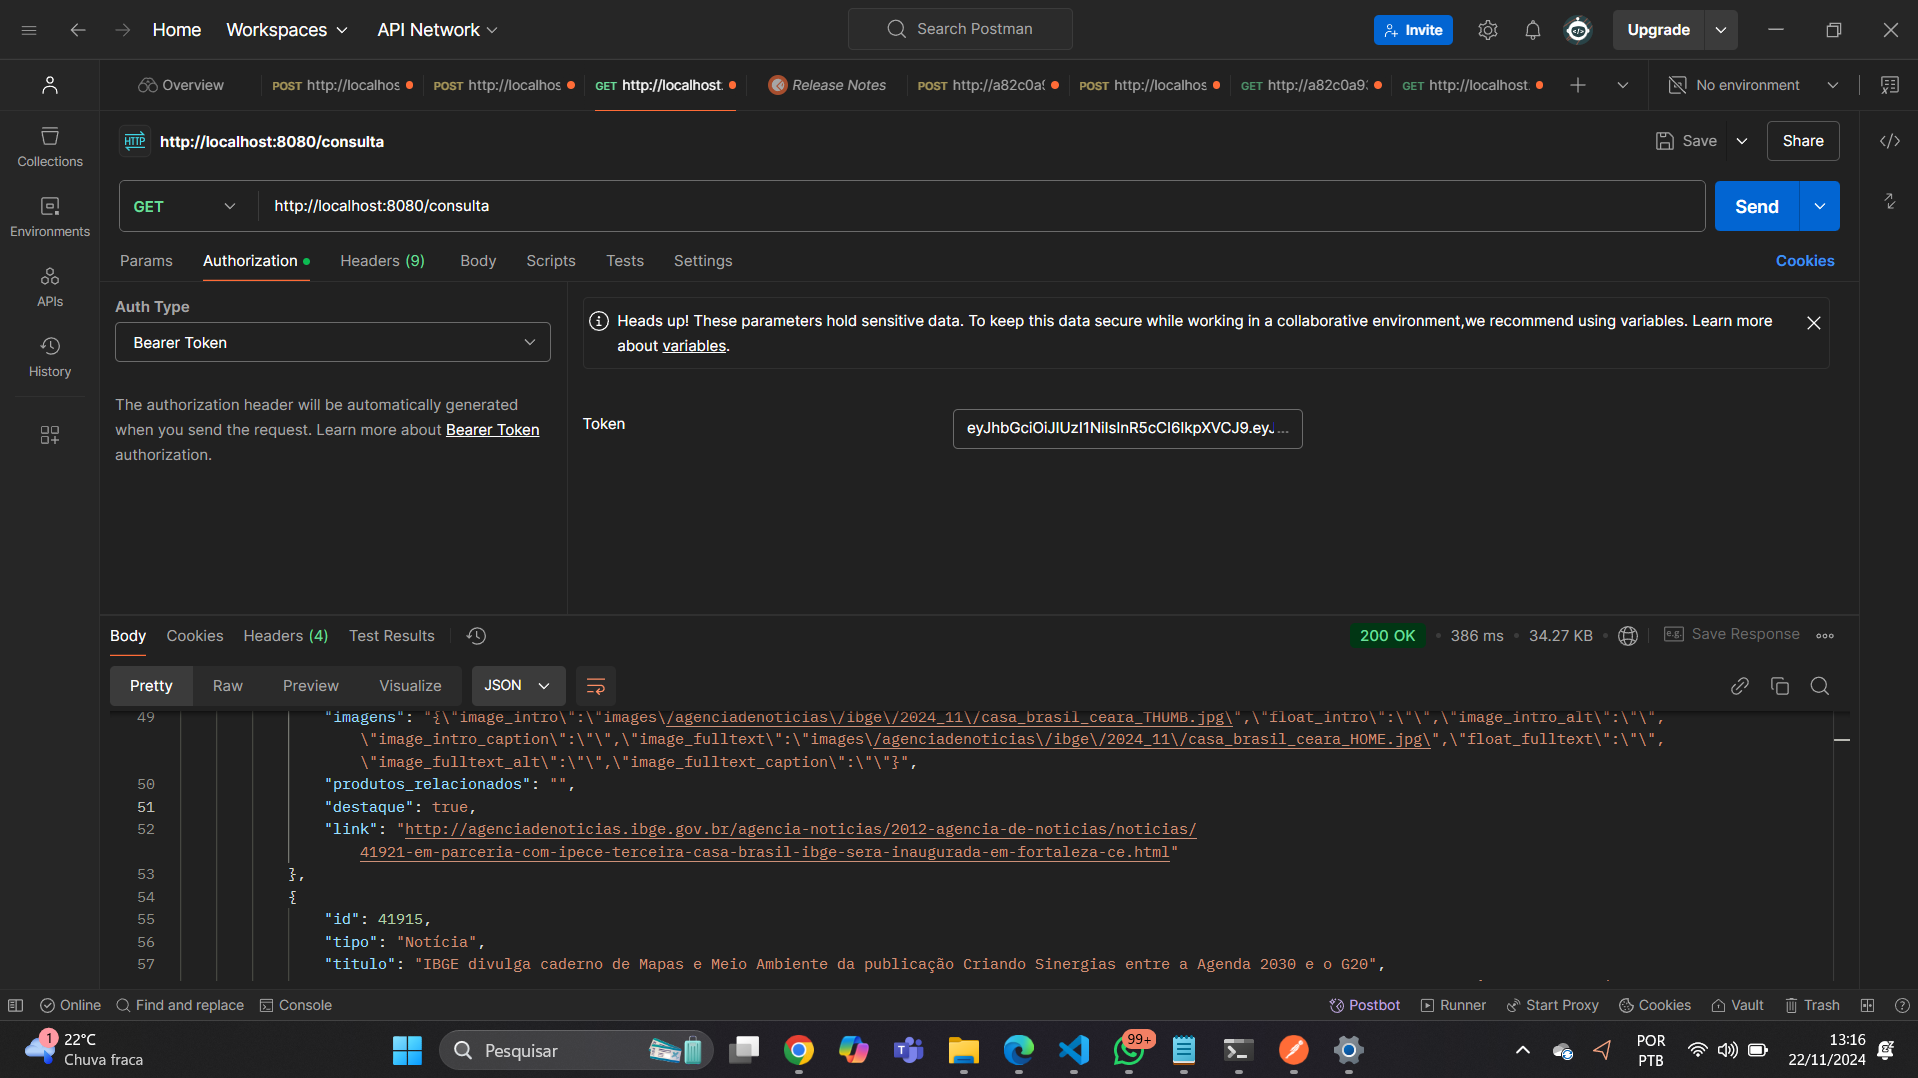 Home Workspaces API Network Search Postman Invite Upgrade
Overview POST http://localhos POST http://localhos GET http://localhost. Release Notes POST http://a82c0a9 POST http://localhos GET http://a82c0a93 GET http://localhost. No environment
HTTP http://localhost:8080/consulta Save Share
Collections
Environments
APIs
History
GET http://localhost:8080/consulta Send
Params Authorization Headers (9) Body Scripts Tests Settings Cookies
Auth Type
Bearer Token
The authorization header will be automatically generated
when you send the request. Learn more about Bearer Token
authorization.
Heads up! These parameters hold sensitive data. To keep this data secure while working in a collaborative environment,we recommend using variables. Learn more
about variables.
Token eyJhbGciOiJIUzI1NiIsInR5cCI6IkpXVCJ9.eyJ...
Body Cookies Headers (4) Test Results 200 OK • 386 ms • 34.27 KB • e.g. Save Response
Pretty Raw Preview Visualize JSON
49 "imagens": "{\"image_intro\":\"images\/agenciadenoticias\/ibge\/2024_11\/casa_brasil_ceara_THUMB.jpg\",\"float_intro\":\"\",\"image_intro_alt\":\"\",
\"image_intro_caption\":\"\",\"image_fulltext\":\"images\/agenciadenoticias\/ibge\/2024_11\/casa_brasil_ceara_HOME.jpg\",\"float_fulltext\":\"\",
\"image_fulltext_alt\":\"\",\"image_fulltext_caption\":\"\"}",
50 "produtos_relacionados": "",
51 "destaque": true,
52 "link": "http://agenciadenoticias.ibge.gov.br/agencia-noticias/2012-agencia-de-noticias/noticias/
41921-em-parceria-com-ipece-terceira-casa-brasil-ibge-sera-inaugurada-em-fortaleza-ce.html"
53 },
54 {
55 "id": 41915,
56 "tipo": "Notícia",
57 "titulo": "IBGE divulga caderno de Mapas e Meio Ambiente da publicação Criando Sinergias entre a Agenda 2030 e o G20",
Online Find and replace Console Postbot Runner Start Proxy Cookies Vault Trash
1 22°C
Chuva fraca
Pesquisar
99+
POR
PTB
13:16
22/11/2024